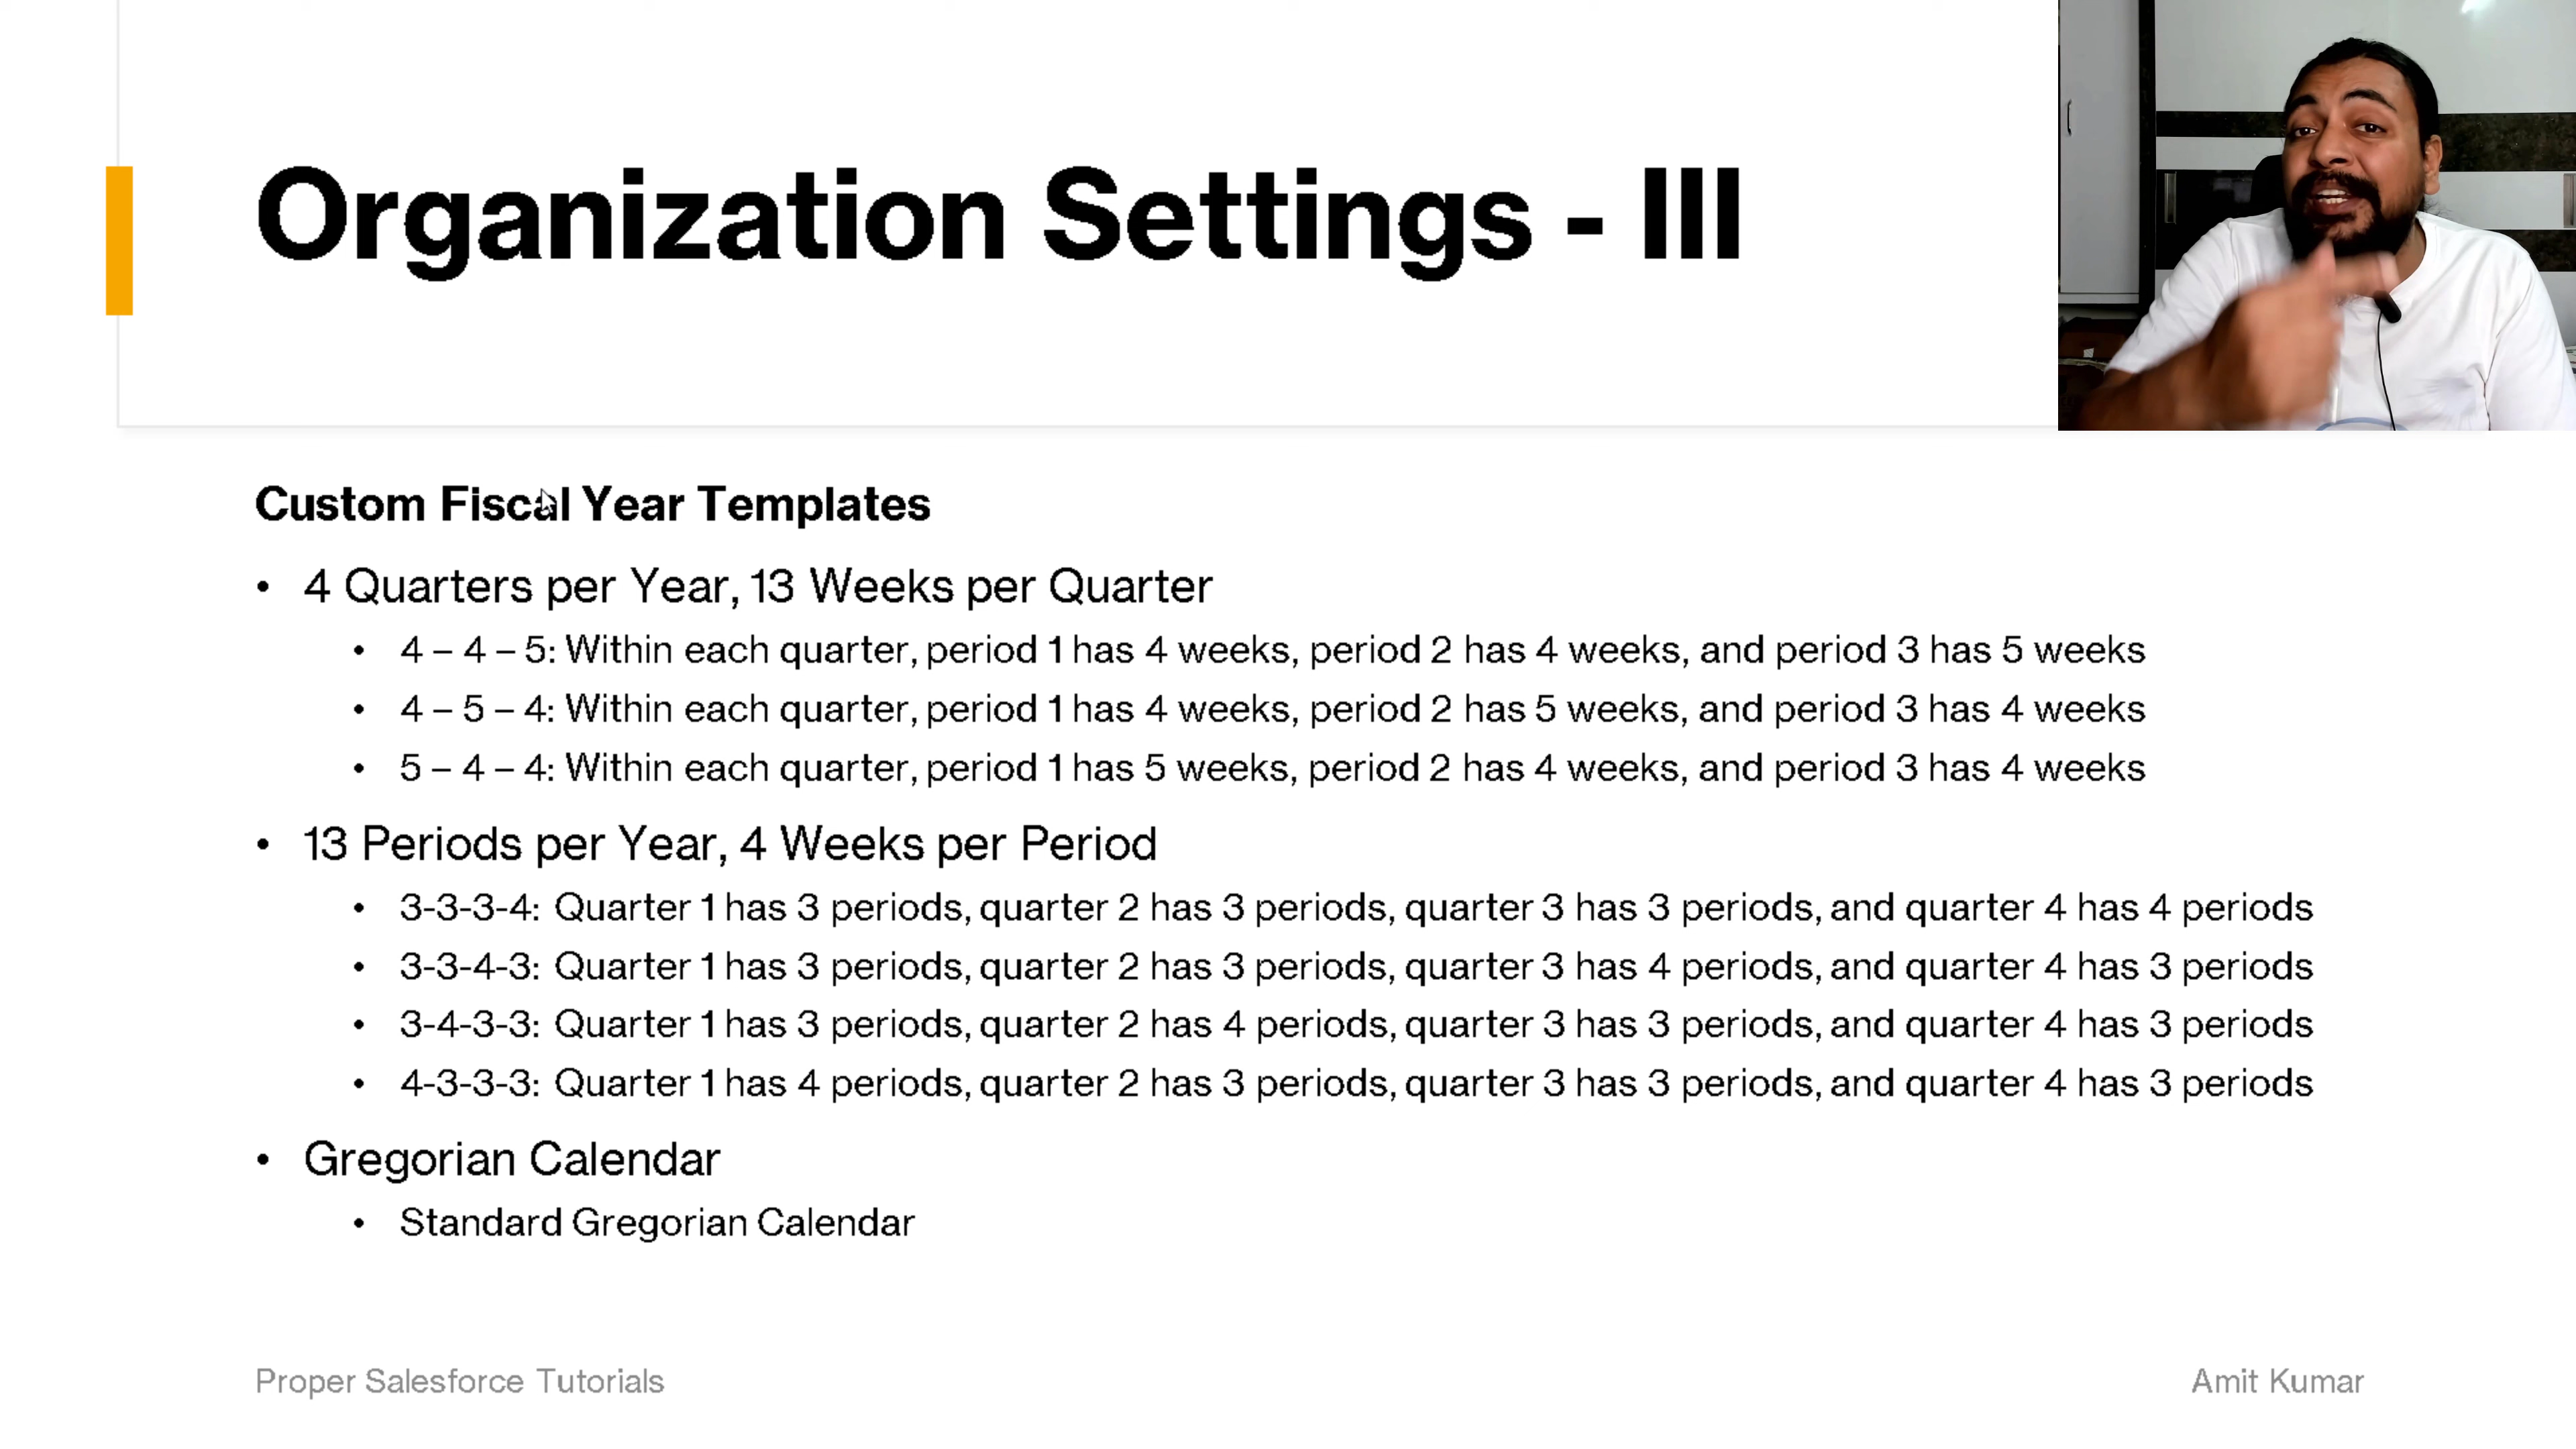 Organization Settings - III
Custom Fiscal Year Templates
• 4 Quarters per Year, 13 Weeks per Quarter
• 4 – 4 – 5: Within each quarter, period 1 has 4 weeks, period 2 has 4 weeks, and period 3 has 5 weeks
• 4 – 5 – 4: Within each quarter, period 1 has 4 weeks, period 2 has 5 weeks, and period 3 has 4 weeks
• 5 – 4 – 4: Within each quarter, period 1 has 5 weeks, period 2 has 4 weeks, and period 3 has 4 weeks
• 13 Periods per Year, 4 Weeks per Period
• 3-3-3-4: Quarter 1 has 3 periods, quarter 2 has 3 periods, quarter 3 has 3 periods, and quarter 4 has 4 periods
• 3-3-4-3: Quarter 1 has 3 periods, quarter 2 has 3 periods, quarter 3 has 4 periods, and quarter 4 has 3 periods
• 3-4-3-3: Quarter 1 has 3 periods, quarter 2 has 4 periods, quarter 3 has 3 periods, and quarter 4 has 3 periods
• 4-3-3-3: Quarter 1 has 4 periods, quarter 2 has 3 periods, quarter 3 has 3 periods, and quarter 4 has 3 periods
• Gregorian Calendar
• Standard Gregorian Calendar
Proper Salesforce Tutorials
Amit Kumar